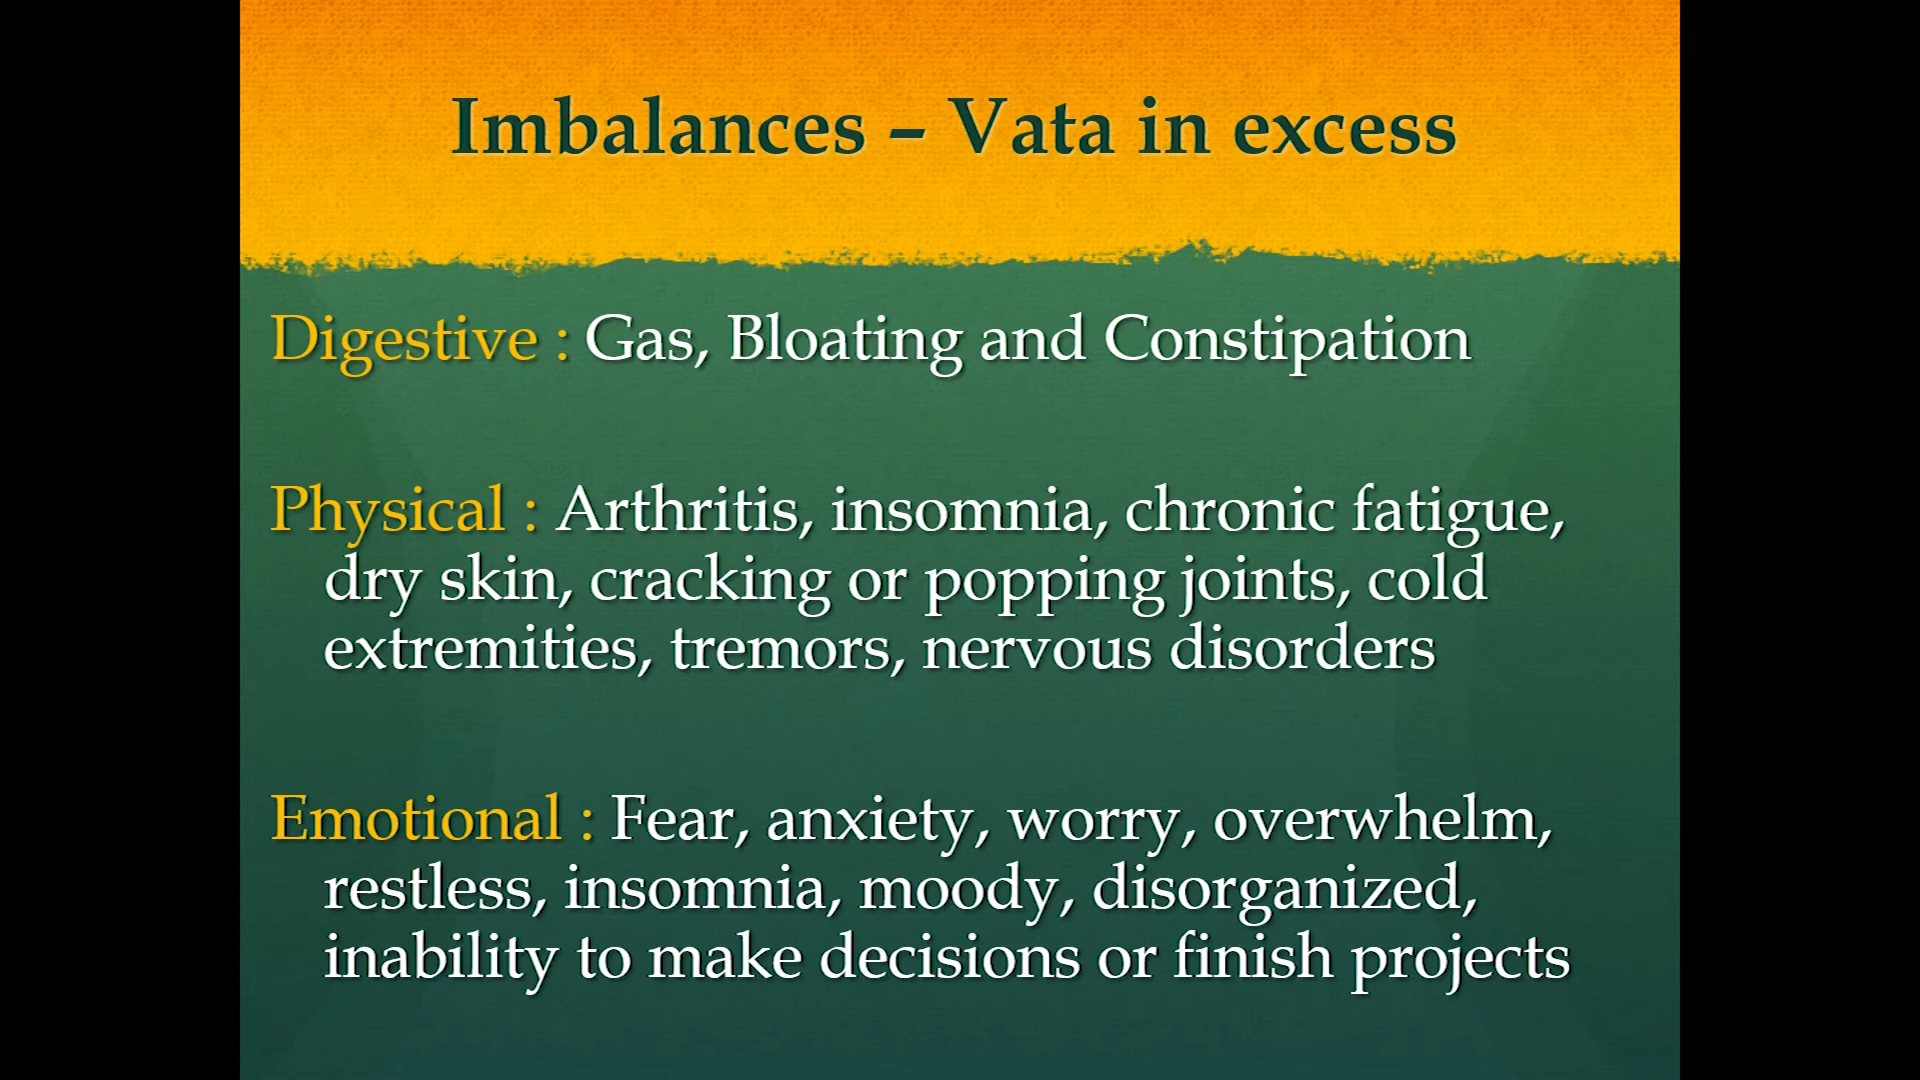 Imbalances – Vata in excess
Digestive : Gas, Bloating and Constipation
Physical : Arthritis, insomnia, chronic fatigue,
dry skin, cracking or popping joints, cold
extremities, tremors, nervous disorders
Emotional : Fear, anxiety, worry, overwhelm,
restless, insomnia, moody, disorganized,
inability to make decisions or finish projects